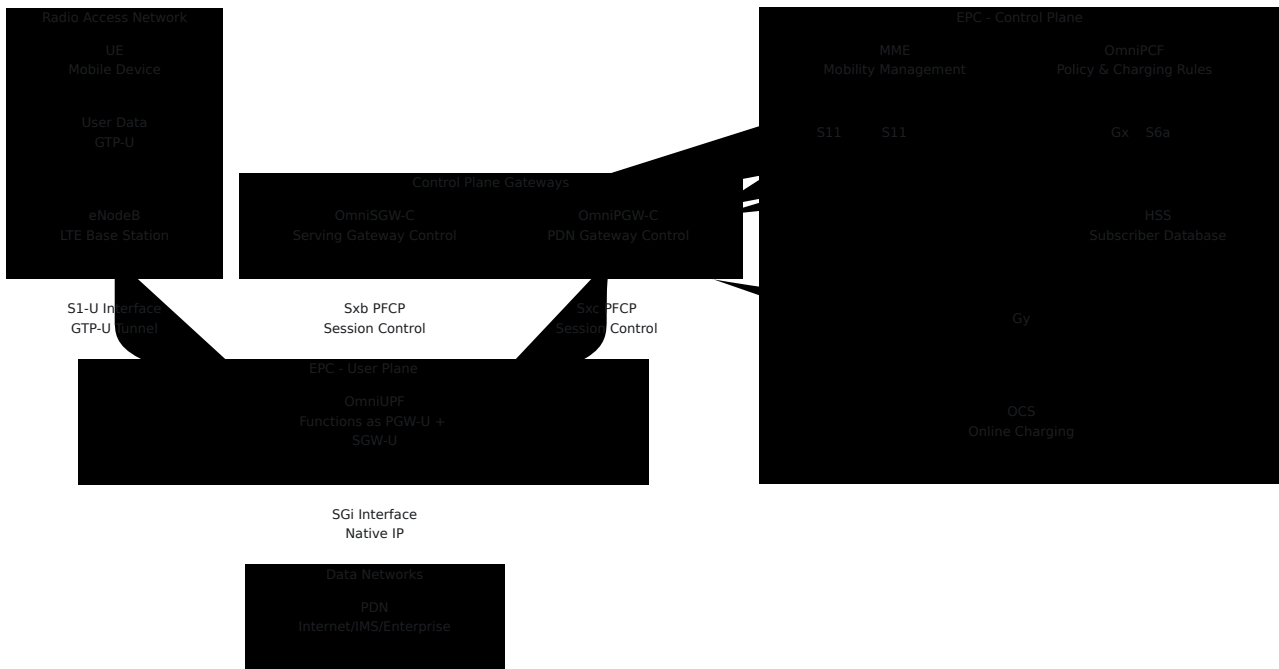 Radio Access Network
UE
Mobile Device
User Data
GTP-U
eNodeB
LTE Base Station
EPC - Control Plane
MME
Mobility Management
OmniPCF
Policy & Charging Rules
S11
S11
Gx
S6a
HSS
Subscriber Database
Gy
OCS
Online Charging
Control Plane Gateways
OmniSGW-C
Serving Gateway Control
OmniPGW-C
PDN Gateway Control
S1-U Interface
GTP-U Tunnel
Sxb PFCP
Session Control
Sxc PFCP
Session Control
EPC - User Plane
OmniUPF
Functions as PGW-U +
SGW-U
SGi Interface
Native IP
Data Networks
PDN
Internet/IMS/Enterprise